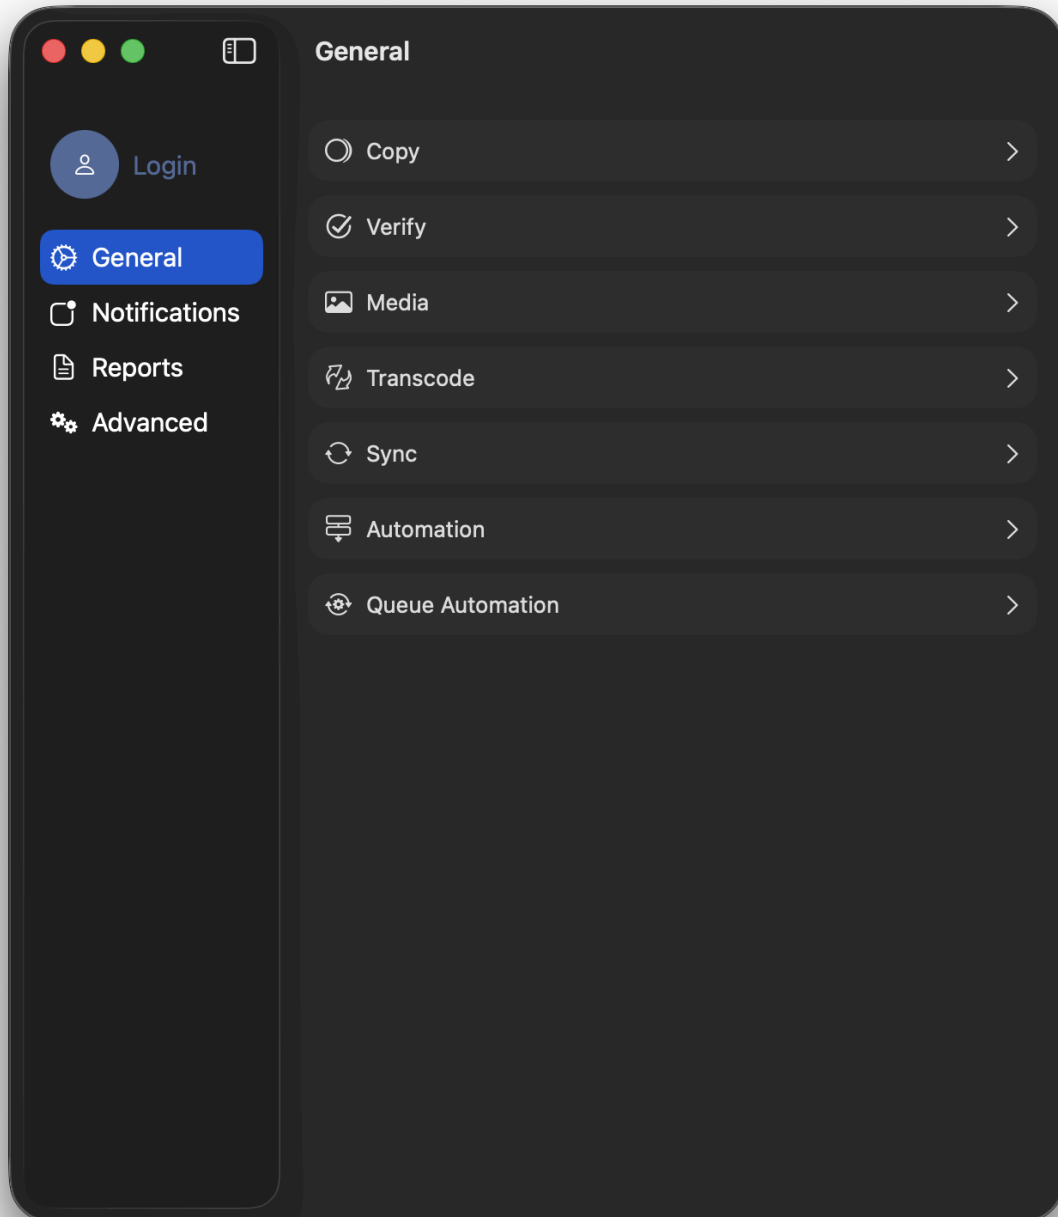 General
Login
General
Notifications
Reports
Advanced
Copy
Verify
Media
Transcode
Sync
Automation
Queue Automation